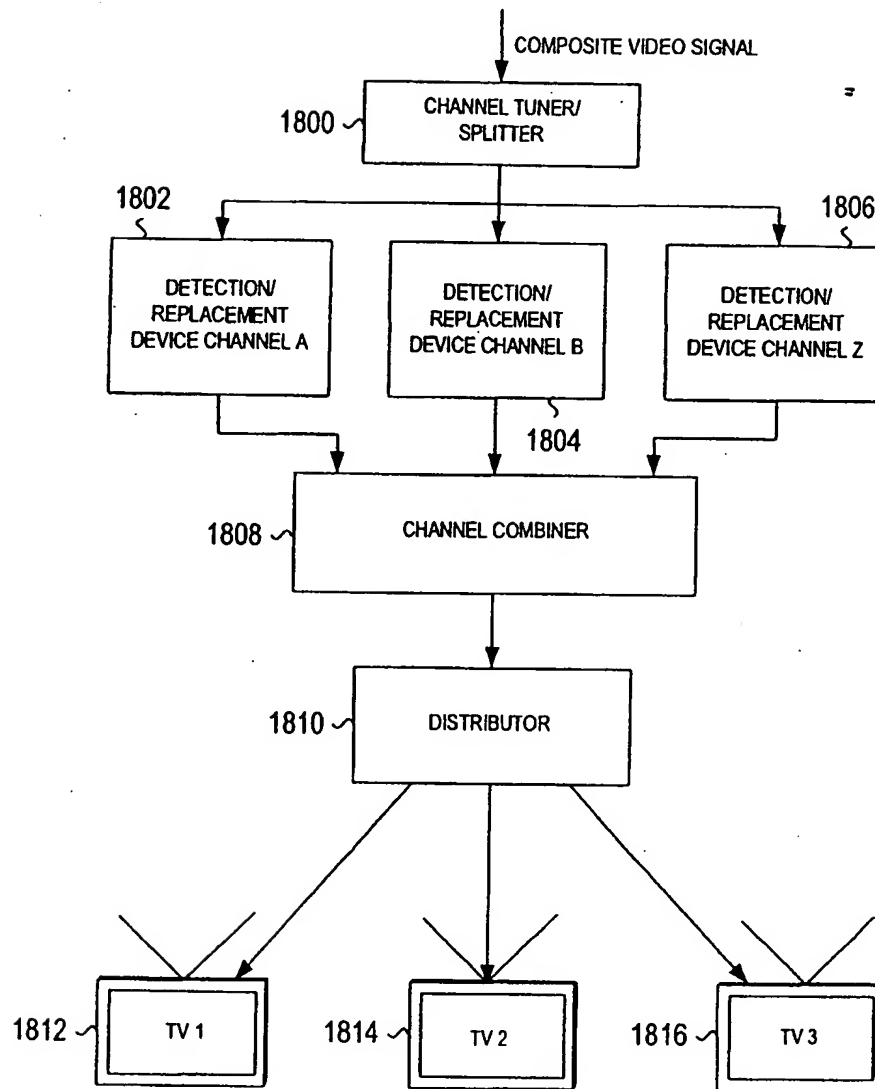 COMPOSITE VIDEO SIGNAL
1800
CHANNEL TUNER/
SPLITTER
1802
1806
DETECTION/
REPLACEMENT
DEVICE CHANNEL A
DETECTION/
REPLACEMENT
DEVICE CHANNEL B
DETECTION/
REPLACEMENT
DEVICE CHANNEL Z
1804
1808
CHANNEL COMBINER
1810
DISTRIBUTOR
1812
TV 1
1814
TV 2
1816
TV 3